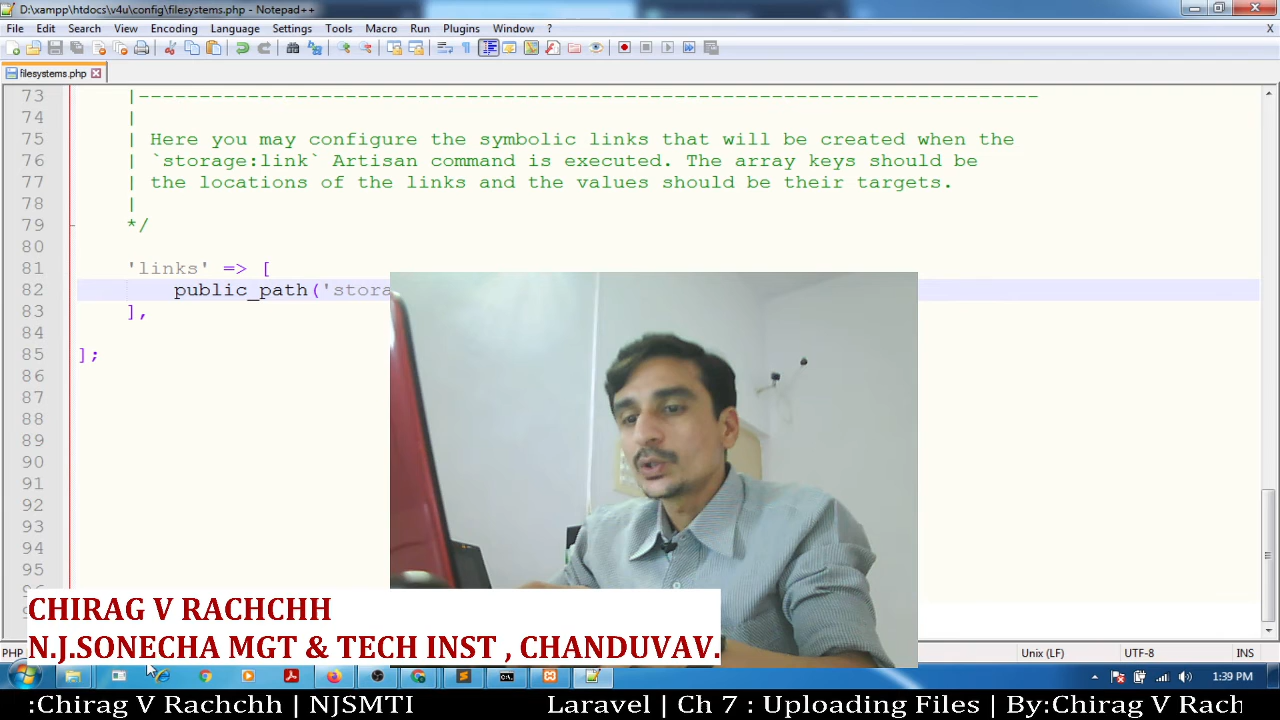 D:\xampp\htdocs\v4u\config\filesystems.php - Notepad++
File Edit Search View Encoding Language Settings Tools Macro Run Plugins Window ? X
filesystems.php
73 |--------------------------------------------------------------------------
74 |
75 | Here you may configure the symbolic links that will be created when the
76 | `storage:link` Artisan command is executed. The array keys should be
77 | the locations of the links and the values should be their targets.
78 |
79 */
80
81 'links' => [
82 public_path('stora
83 ],
84
85 ];
86
87
88
89
90
91
92
93
94
95
CHIRAG V RACHCHH
N.J.SONECHA MGT & TECH INST , CHANDUVAV.
PHP
Unix (LF) UTF-8 INS
1:39 PM
:Chirag V Rachchh | NJSMTI Laravel | Ch 7 : Uploading Files | By:Chirag V Rach